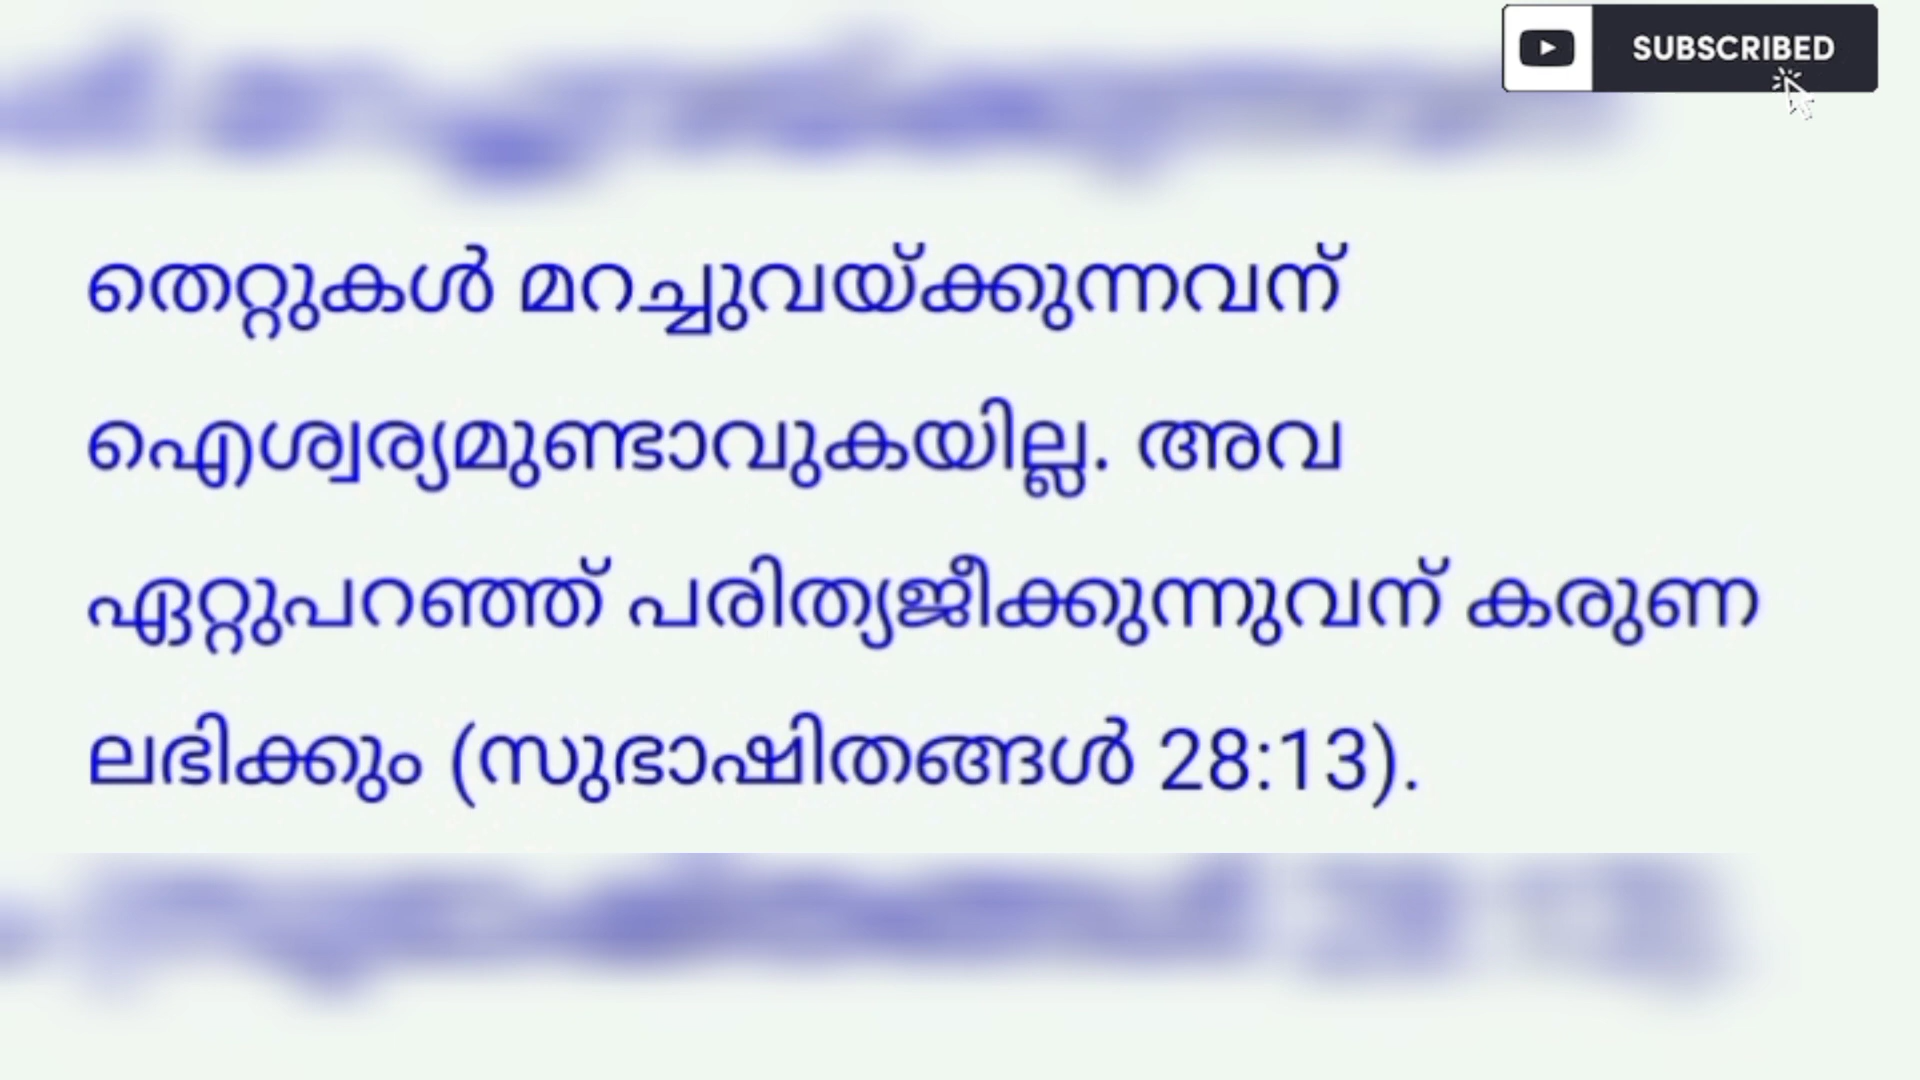 SUBSCRIBED
തെറ്റുകൾ മറച്ചുവയ്ക്കുന്നവന്
ഐശ്വര്യമുണ്ടാവുകയില്ല. അവ
ഏറ്റുപറഞ്ഞ് പരിത്യജീക്കുന്നുവന് കരുണ
ലഭിക്കും (സുഭാഷിതങ്ങൾ 28:13).